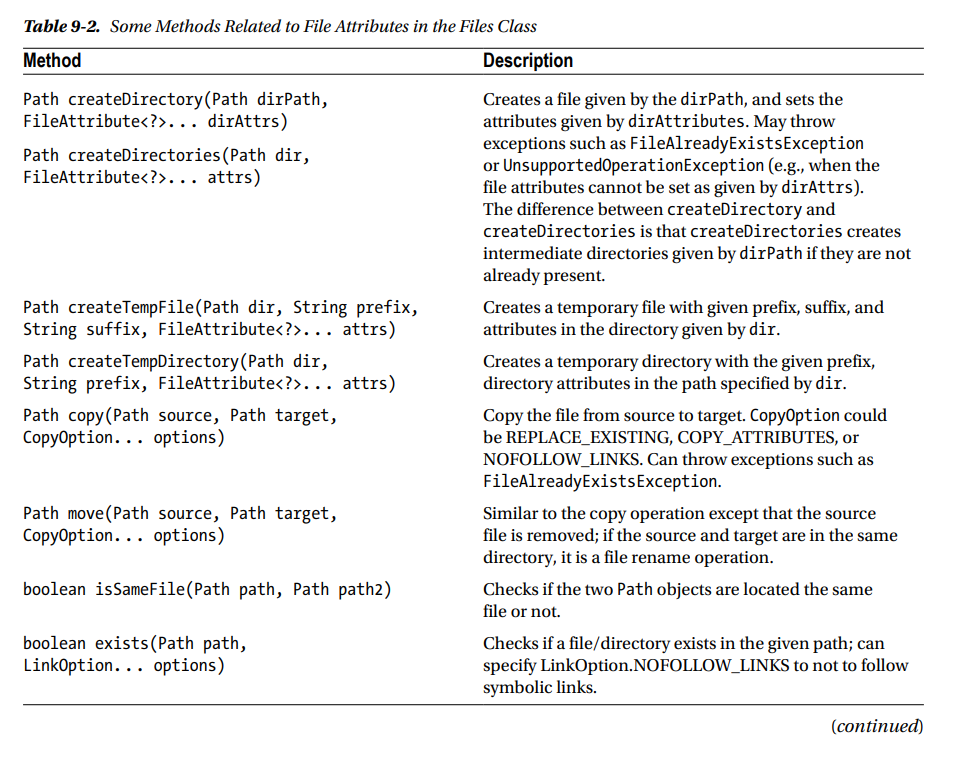 Table 9-2. Some Methods Related to File Attributes in the Files Class
Method Description
Path createDirectory(Path dirPath,
FileAttribute<?>... dirAttrs)
Path createDirectories(Path dir,
FileAttribute<?>... attrs)
Creates a file given by the dirPath, and sets the
attributes given by dirAttributes. May throw
exceptions such as FileAlreadyExistsException
or UnsupportedOperationException (e.g., when the
file attributes cannot be set as given by dirAttrs).
The difference between createDirectory and
createDirectories is that createDirectories creates
intermediate directories given by dirPath if they are not
already present.
Path createTempFile(Path dir, String prefix,
String suffix, FileAttribute<?>... attrs)
Creates a temporary file with given prefix, suffix, and
attributes in the directory given by dir.
Path createTempDirectory(Path dir,
String prefix, FileAttribute<?>... attrs)
Creates a temporary directory with the given prefix,
directory attributes in the path specified by dir.
Path copy(Path source, Path target,
CopyOption... options)
Copy the file from source to target. CopyOption could
be REPLACE_EXISTING, COPY_ATTRIBUTES, or
NOFOLLOW_LINKS. Can throw exceptions such as
FileAlreadyExistsException.
Path move(Path source, Path target,
CopyOption... options)
Similar to the copy operation except that the source
file is removed; if the source and target are in the same
directory, it is a file rename operation.
boolean isSameFile(Path path, Path path2)
Checks if the two Path objects are located the same
file or not.
boolean exists(Path path,
LinkOption... options)
Checks if a file/directory exists in the given path; can
specify LinkOption.NOFOLLOW_LINKS to not to follow
symbolic links.
(continued)